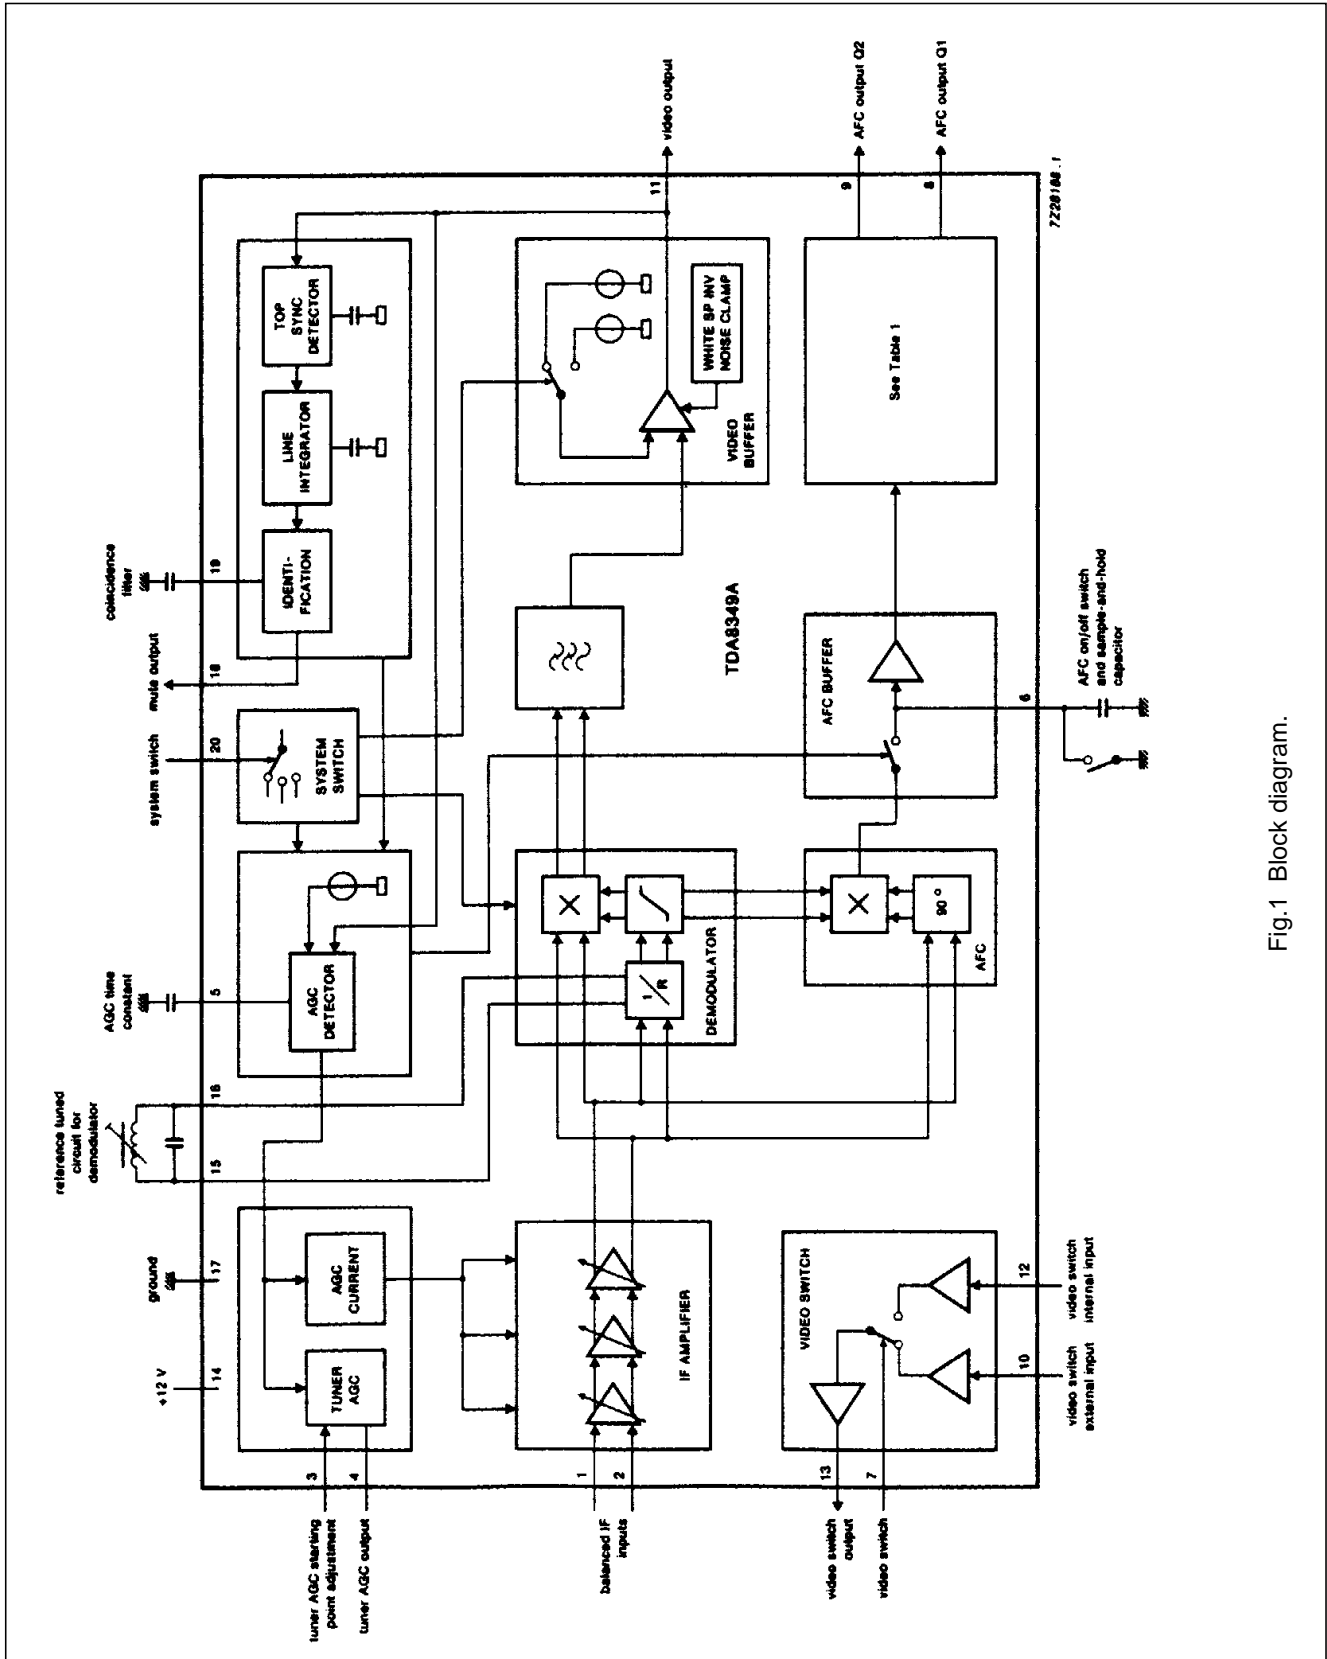 +12 V
ground
reference tuned
circuit for
demodulator
AGC time
constant
system switch
mute output
coincidence
filter
14
17
15
16
5
20
18
19
tuner AGC starting
point adjustment
3
tuner AGC output
4
TUNER
AGC
AGC
CURRENT
AGC
DETECTOR
SYSTEM
SWITCH
IDENTI-
FICATION
LINE
INTEGRATOR
TOP
SYNC
DETECTOR
balanced IF
inputs
1
2
IF AMPLIFIER
1
R
DEMODULATOR
WHITE SP INV
NOISE CLAMP
VIDEO
BUFFER
11
video output
TDA8349A
video switch
output
13
video switch
7
VIDEO SWITCH
90°
AFC
AFC BUFFER
See Table 1
9
AFC output Q2
8
AFC output Q1
10
12
6
video switch
external input
video switch
internal input
AFC on/off switch
and sample-and-hold
capacitor
7Z28188.1
Fig.1 Block diagram.